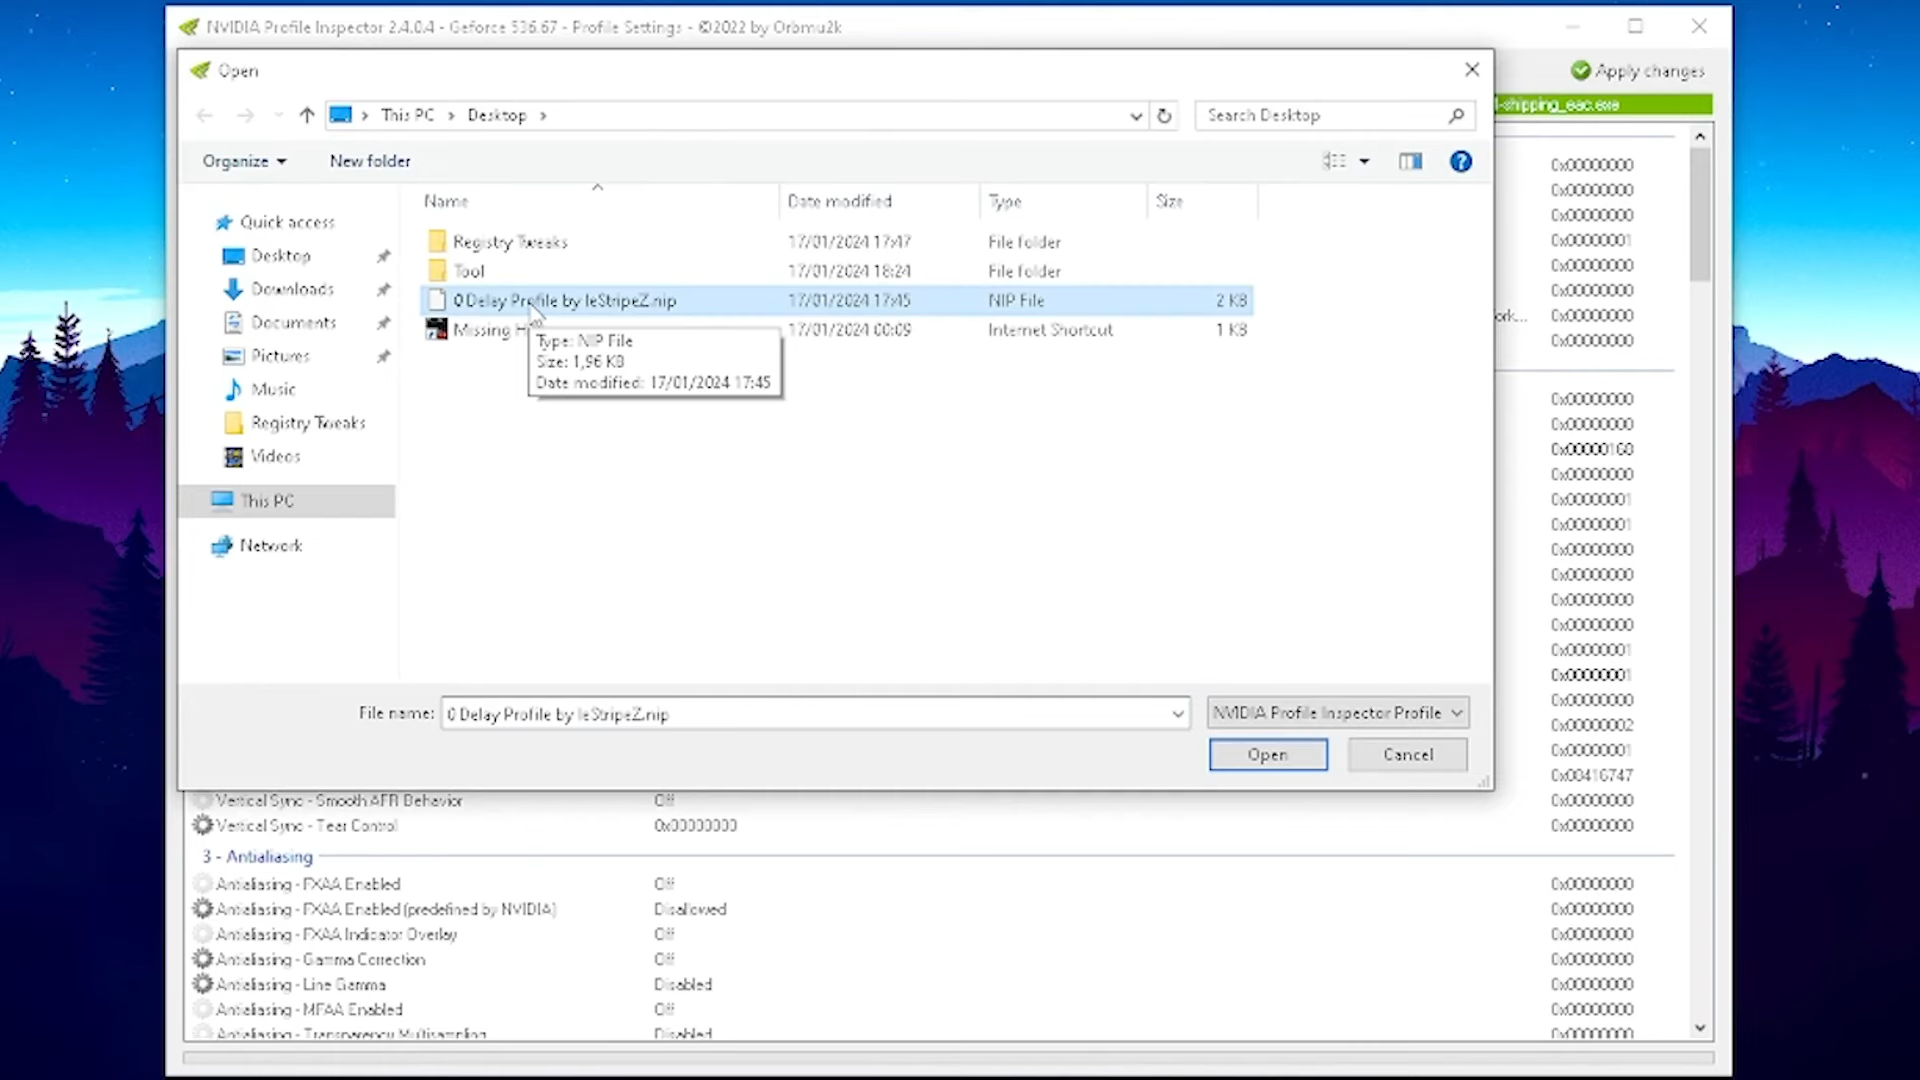 NVIDIA Profile Inspector 2.4.0.4 - Geforce 536.67 - Profile Settings - ©2022 by Orbmu2k
Open
Apply changes
This PC > Desktop >
Search Desktop
l-shipping_eac.exe
Organize
New folder
Name
Date modified
Type
Size
Quick access
Desktop
Downloads
Documents
Pictures
Music
Registry Tweaks
Videos
This PC
Network
Registry Tweaks 17/01/2024 17:47 File folder
Tool 17/01/2024 18:24 File folder
0 Delay Profile by leStripeZ.nip 17/01/2024 17:45 NIP File 2 KB
Missing H 17/01/2024 00:09 Internet Shortcut 1 KB
Type: NIP File
Size: 1,96 KB
Date modified: 17/01/2024 17:45
0x00000000
0x00000000
0x00000000
0x00000001
0x00000000
0x00000000
ork... 0x00000000
0x00000000
0x00000000
0x00000000
0x00000160
0x00000000
0x00000001
0x00000001
0x00000000
0x00000000
0x00000000
0x00000000
0x00000001
0x00000001
0x00000000
0x00000002
0x00000001
0x00416747
File name: 0 Delay Profile by leStripeZ.nip
NVIDIA Profile Inspector Profile
Open
Cancel
Vertical Sync - Smooth AFR Behavior Off 0x00000000
Vertical Sync - Tear Control 0x00000000 0x00000000
3 - Antialiasing
Antialiasing - FXAA Enabled Off 0x00000000
Antialiasing - FXAA Enabled (predefined by NVIDIA) Disallowed 0x00000000
Antialiasing - FXAA Indicator Overlay Off 0x00000000
Antialiasing - Gamma Correction Off 0x00000000
Antialiasing - Line Gamma Disabled 0x00000000
Antialiasing - MFAA Enabled Off 0x00000000
Antialiasing - Transparency Multisampling Disabled 0x00000000